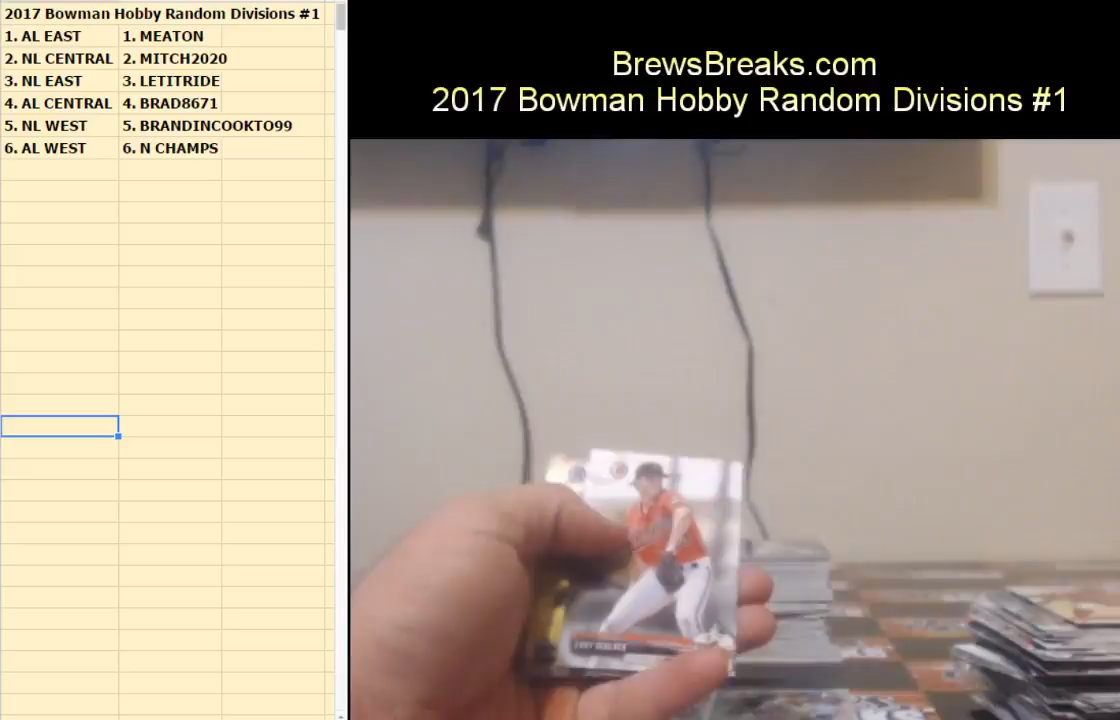 2017 Bowman Hobby Random Divisions #1
1. AL EAST 1. MEATON
2. NL CENTRAL 2. MITCH2020
3. NL EAST 3. LETITRIDE
4. AL CENTRAL 4. BRAD8671
5. NL WEST 5. BRANDINCOOKTO99
6. AL WEST 6. N CHAMPS
BrewsBreaks.com
2017 Bowman Hobby Random Divisions #1